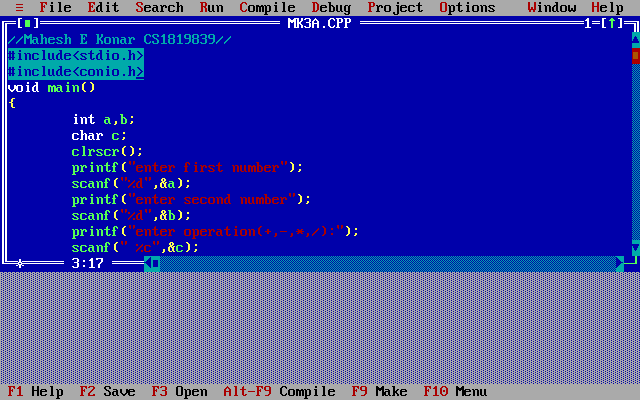 ≡ File Edit Search Run Compile Debug Project Options Window Help
[■] MK3A.CPP 1=[↑]
//Mahesh E Konar CS1819839//
#include<stdio.h>
#include<conio.h>
void main()
{
int a,b;
char c;
clrscr();
printf("enter first number");
scanf("%d",&a);
printf("enter second number");
scanf("%d",&b);
printf("enter operation(+,-,*,/):");
scanf(" %c",&c);
3:17
F1 Help F2 Save F3 Open Alt-F9 Compile F9 Make F10 Menu